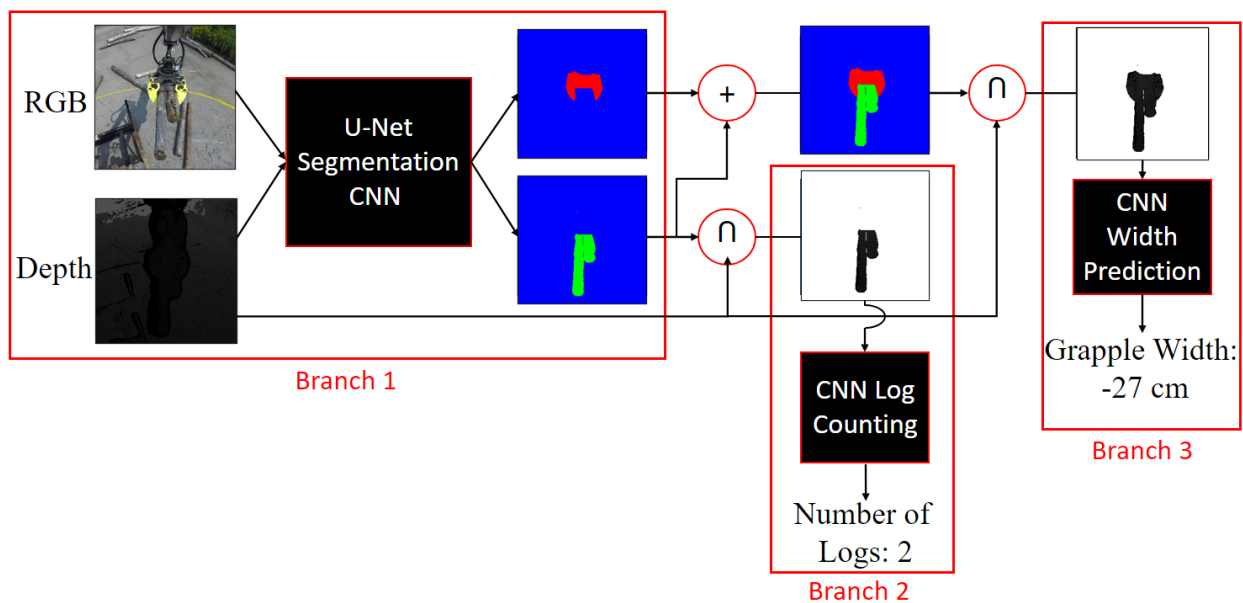 RGB
Depth
U-Net
Segmentation
CNN
Branch 1
+
∩
∩
CNN Log
Counting
Number of
Logs: 2
Branch 2
CNN
Width
Prediction
Grapple Width:
-27 cm
Branch 3